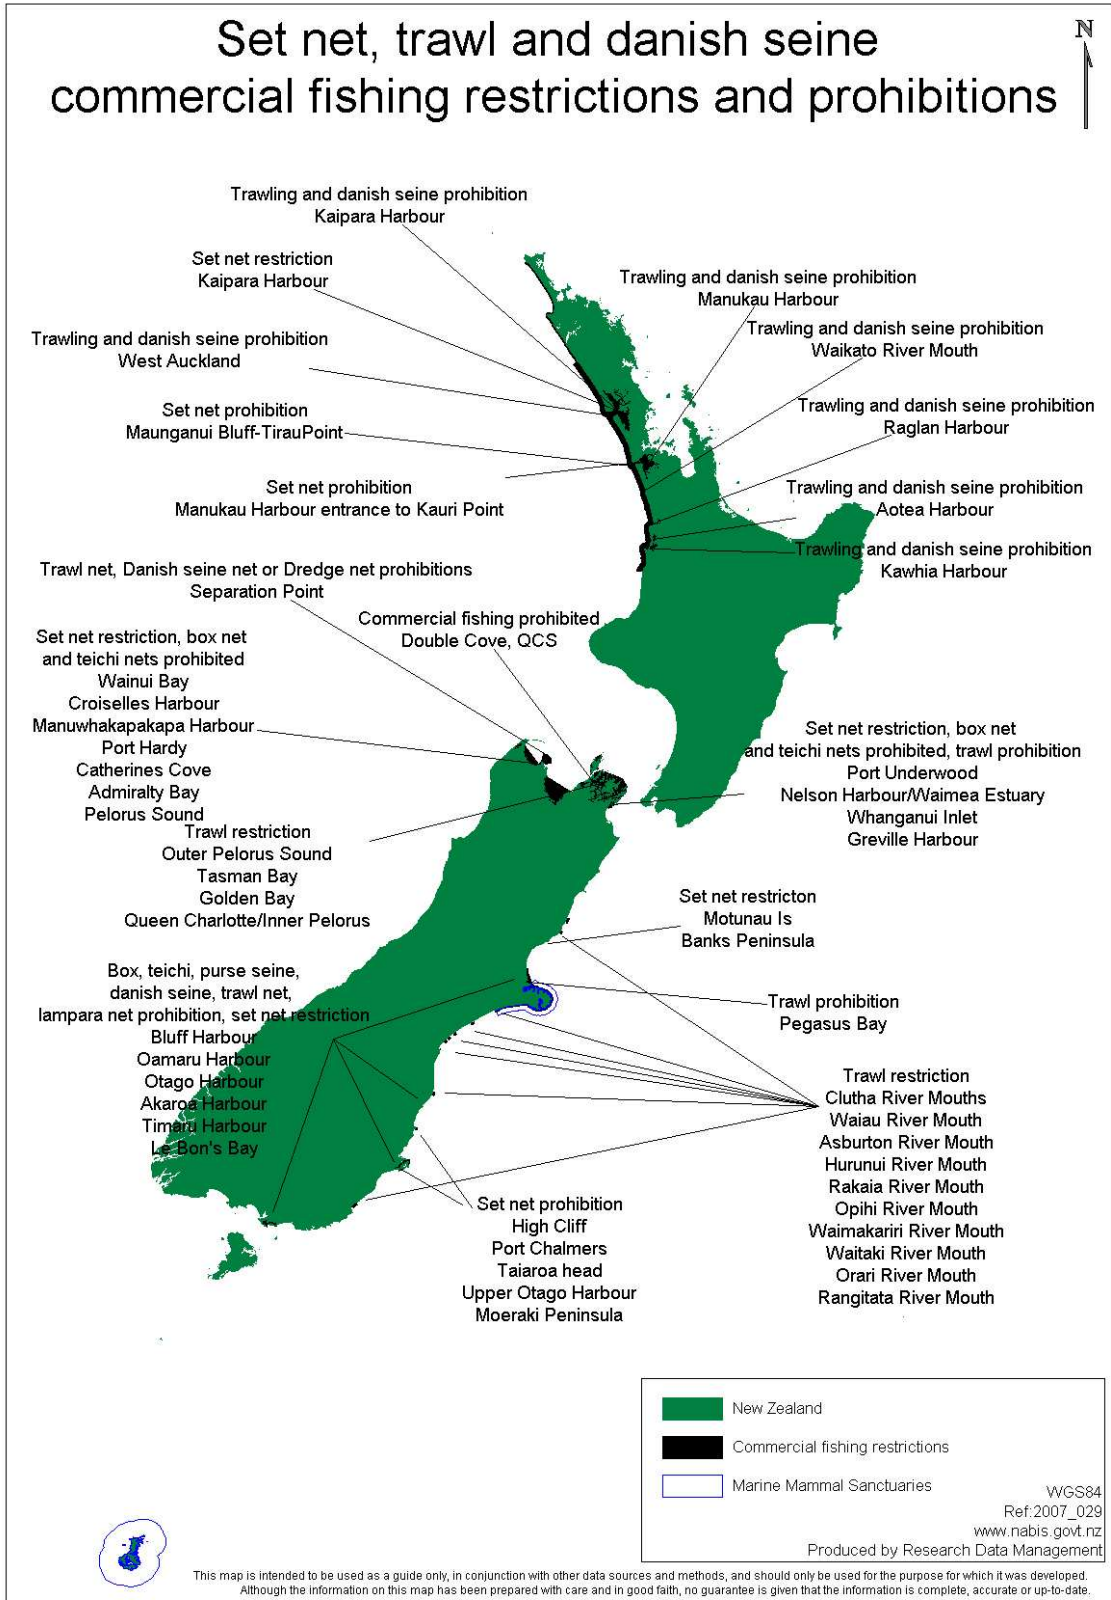 Set net, trawl and danish seine
commercial fishing restrictions and prohibitions
N
Trawling and danish seine prohibition
Kaipara Harbour
Set net restriction
Kaipara Harbour
Trawling and danish seine prohibition
Manukau Harbour
Trawling and danish seine prohibition
Waikato River Mouth
Trawling and danish seine prohibition
West Auckland
Set net prohibition
Maunganui Bluff-TirauPoint
Trawling and danish seine prohibition
Raglan Harbour
Set net prohibition
Manukau Harbour entrance to Kauri Point
Trawling and danish seine prohibition
Aotea Harbour
Trawling and danish seine prohibition
Kawhia Harbour
Trawl net, Danish seine net or Dredge net prohibitions
Separation Point
Commercial fishing prohibited
Double Cove, QCS
Set net restriction, box net
and teichi nets prohibited
Wainui Bay
Croiselles Harbour
Manuwhakapakapa Harbour
Port Hardy
Catherines Cove
Admiralty Bay
Pelorus Sound
Set net restriction, box net
and teichi nets prohibited, trawl prohibition
Port Underwood
Nelson Harbour/Waimea Estuary
Whanganui Inlet
Greville Harbour
Trawl restriction
Outer Pelorus Sound
Tasman Bay
Golden Bay
Queen Charlotte/Inner Pelorus
Set net restricton
Motunau Is
Banks Peninsula
Box, teichi, purse seine,
danish seine, trawl net,
lampara net prohibition, set net restriction
Bluff Harbour
Oamaru Harbour
Otago Harbour
Akaroa Harbour
Timaru Harbour
Le Bon's Bay
Trawl prohibition
Pegasus Bay
Trawl restriction
Clutha River Mouths
Waiau River Mouth
Asburton River Mouth
Hurunui River Mouth
Rakaia River Mouth
Opihi River Mouth
Waimakariri River Mouth
Waitaki River Mouth
Orari River Mouth
Rangitata River Mouth
Set net prohibition
High Cliff
Port Chalmers
Taiaroa head
Upper Otago Harbour
Moeraki Peninsula
New Zealand
Commercial fishing restrictions
Marine Mammal Sanctuaries
WGS84
Ref:2007_029
www.nabis.govt.nz
Produced by Research Data Management
This map is intended to be used as a guide only, in conjunction with other data sources and methods, and should only be used for the purpose for which it was developed.
Although the information on this map has been prepared with care and in good faith, no guarantee is given that the information is complete, accurate or up-to-date.